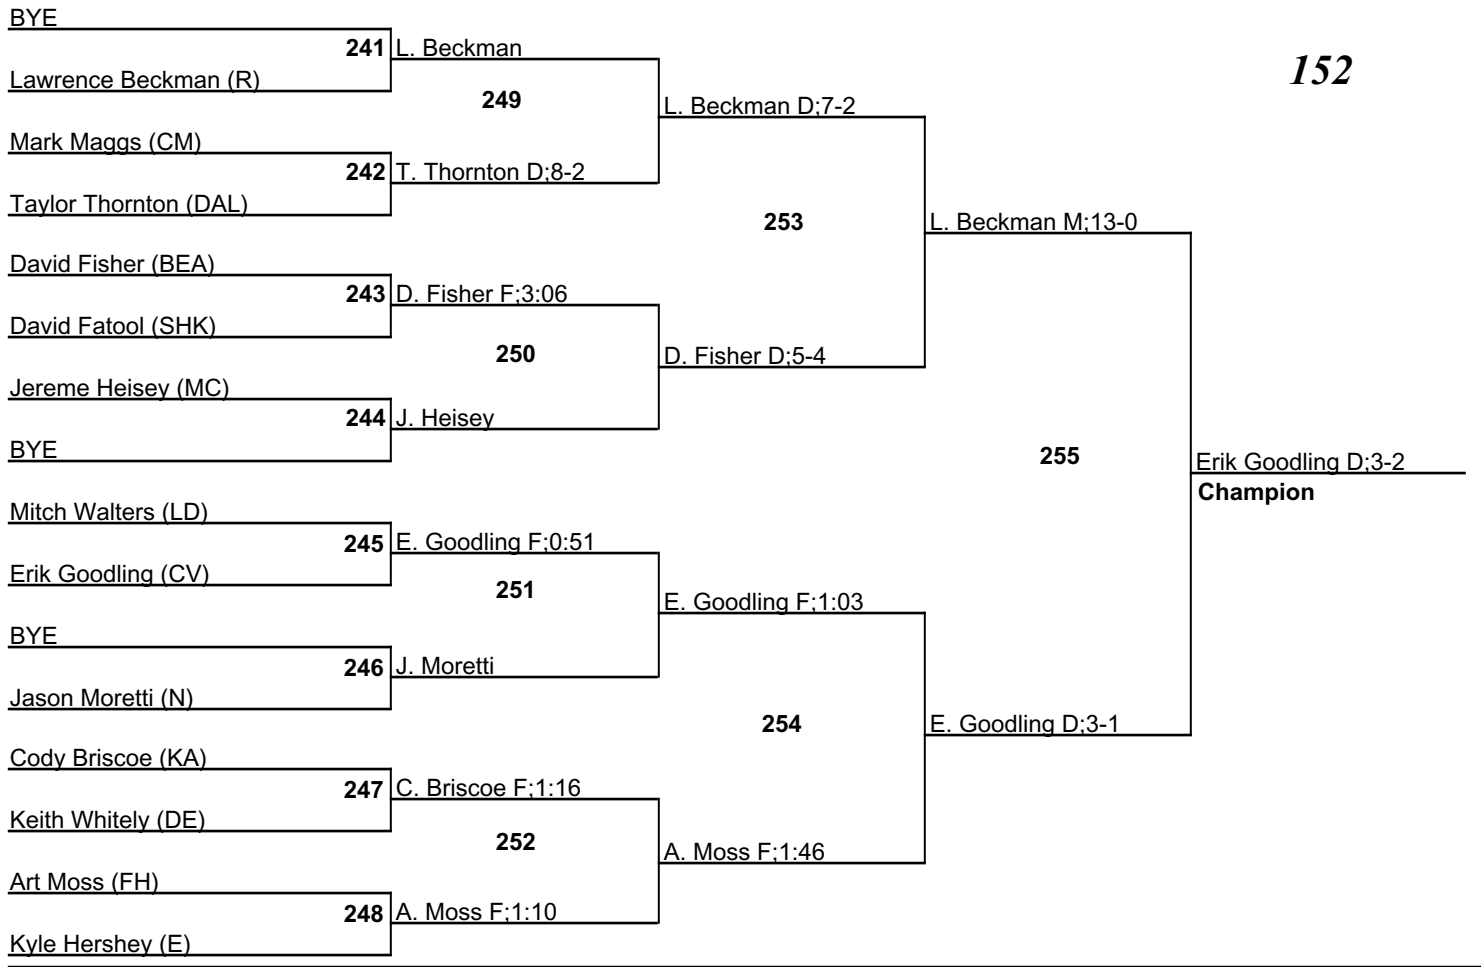 BYE
241 L. Beckman
152
Lawrence Beckman (R)
249
L. Beckman D;7-2
Mark Maggs (CM)
242 T. Thornton D;8-2
Taylor Thornton (DAL)
253
L. Beckman M;13-0
David Fisher (BEA)
243 D. Fisher F;3:06
David Fatool (SHK)
250
D. Fisher D;5-4
Jereme Heisey (MC)
244 J. Heisey
BYE
255
Erik Goodling D;3-2
Champion
Mitch Walters (LD)
245 E. Goodling F;0:51
Erik Goodling (CV)
251
E. Goodling F;1:03
BYE
246 J. Moretti
Jason Moretti (N)
254
E. Goodling D;3-1
Cody Briscoe (KA)
247 C. Briscoe F;1:16
Keith Whitely (DE)
252
A. Moss F;1:46
Art Moss (FH)
248 A. Moss F;1:10
Kyle Hershey (E)